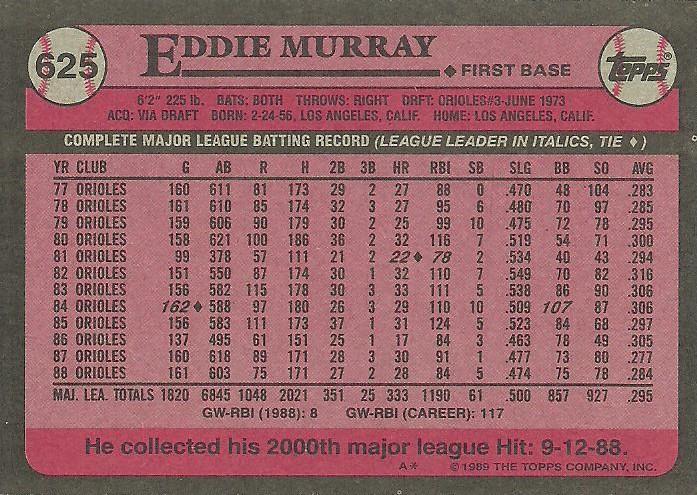 625 EDDIE MURRAY TOPPS®
♦ FIRST BASE
6'2" 225 lb. BATS: BOTH THROWS: RIGHT DRFT: ORIOLES#3-JUNE 1973
ACQ: VIA DRAFT BORN: 2-24-56, LOS ANGELES, CALIF. HOME: LOS ANGELES, CALIF.
COMPLETE MAJOR LEAGUE BATTING RECORD (LEAGUE LEADER IN ITALICS, TIE ♦)
YR CLUB G AB R H 2B 3B HR RBI SB SLG BB SO AVG
77 ORIOLES 160 611 81 173 29 2 27 88 0 .470 48 104 .283
78 ORIOLES 161 610 85 174 32 3 27 95 6 .480 70 97 .285
79 ORIOLES 159 606 90 179 30 2 25 99 10 .475 72 78 .295
80 ORIOLES 158 621 100 186 36 2 32 116 7 .519 54 71 .300
81 ORIOLES 99 378 57 111 21 2 22♦ 78 2 .534 40 43 .294
82 ORIOLES 151 550 87 174 30 1 32 110 7 .549 70 82 .316
83 ORIOLES 156 582 115 178 30 3 33 111 5 .538 86 90 .306
84 ORIOLES 162♦ 588 97 180 26 3 29 110 10 .509 107 87 .306
85 ORIOLES 156 583 111 173 37 1 31 124 5 .523 84 68 .297
86 ORIOLES 137 495 61 151 25 1 17 84 3 .463 78 49 .305
87 ORIOLES 160 618 89 171 28 3 30 91 1 .477 73 80 .277
88 ORIOLES 161 603 75 171 27 2 28 84 5 .474 75 78 .284
MAJ. LEA. TOTALS 1820 6845 1048 2021 351 25 333 1190 61 .500 857 927 .295
GW-RBI (1988): 8 GW-RBI (CAREER): 117
He collected his 2000th major league Hit: 9-12-88.
A* © 1989 THE TOPPS COMPANY, INC.